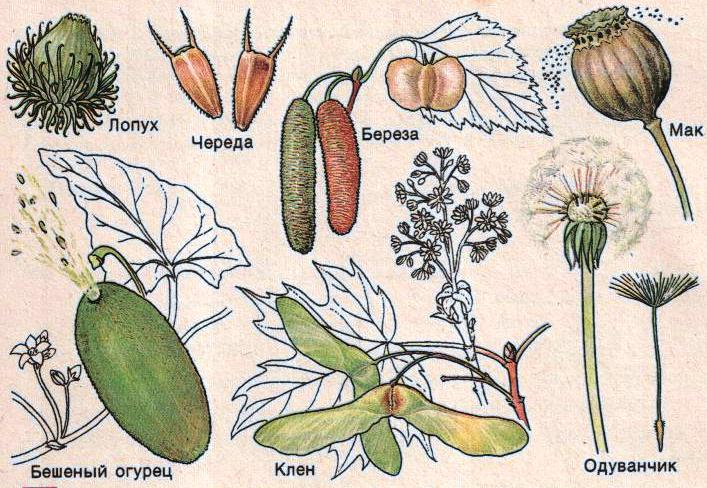 Лопух
Череда
Береза
Мак
Бешеный огурец
Клен
Одуванчик